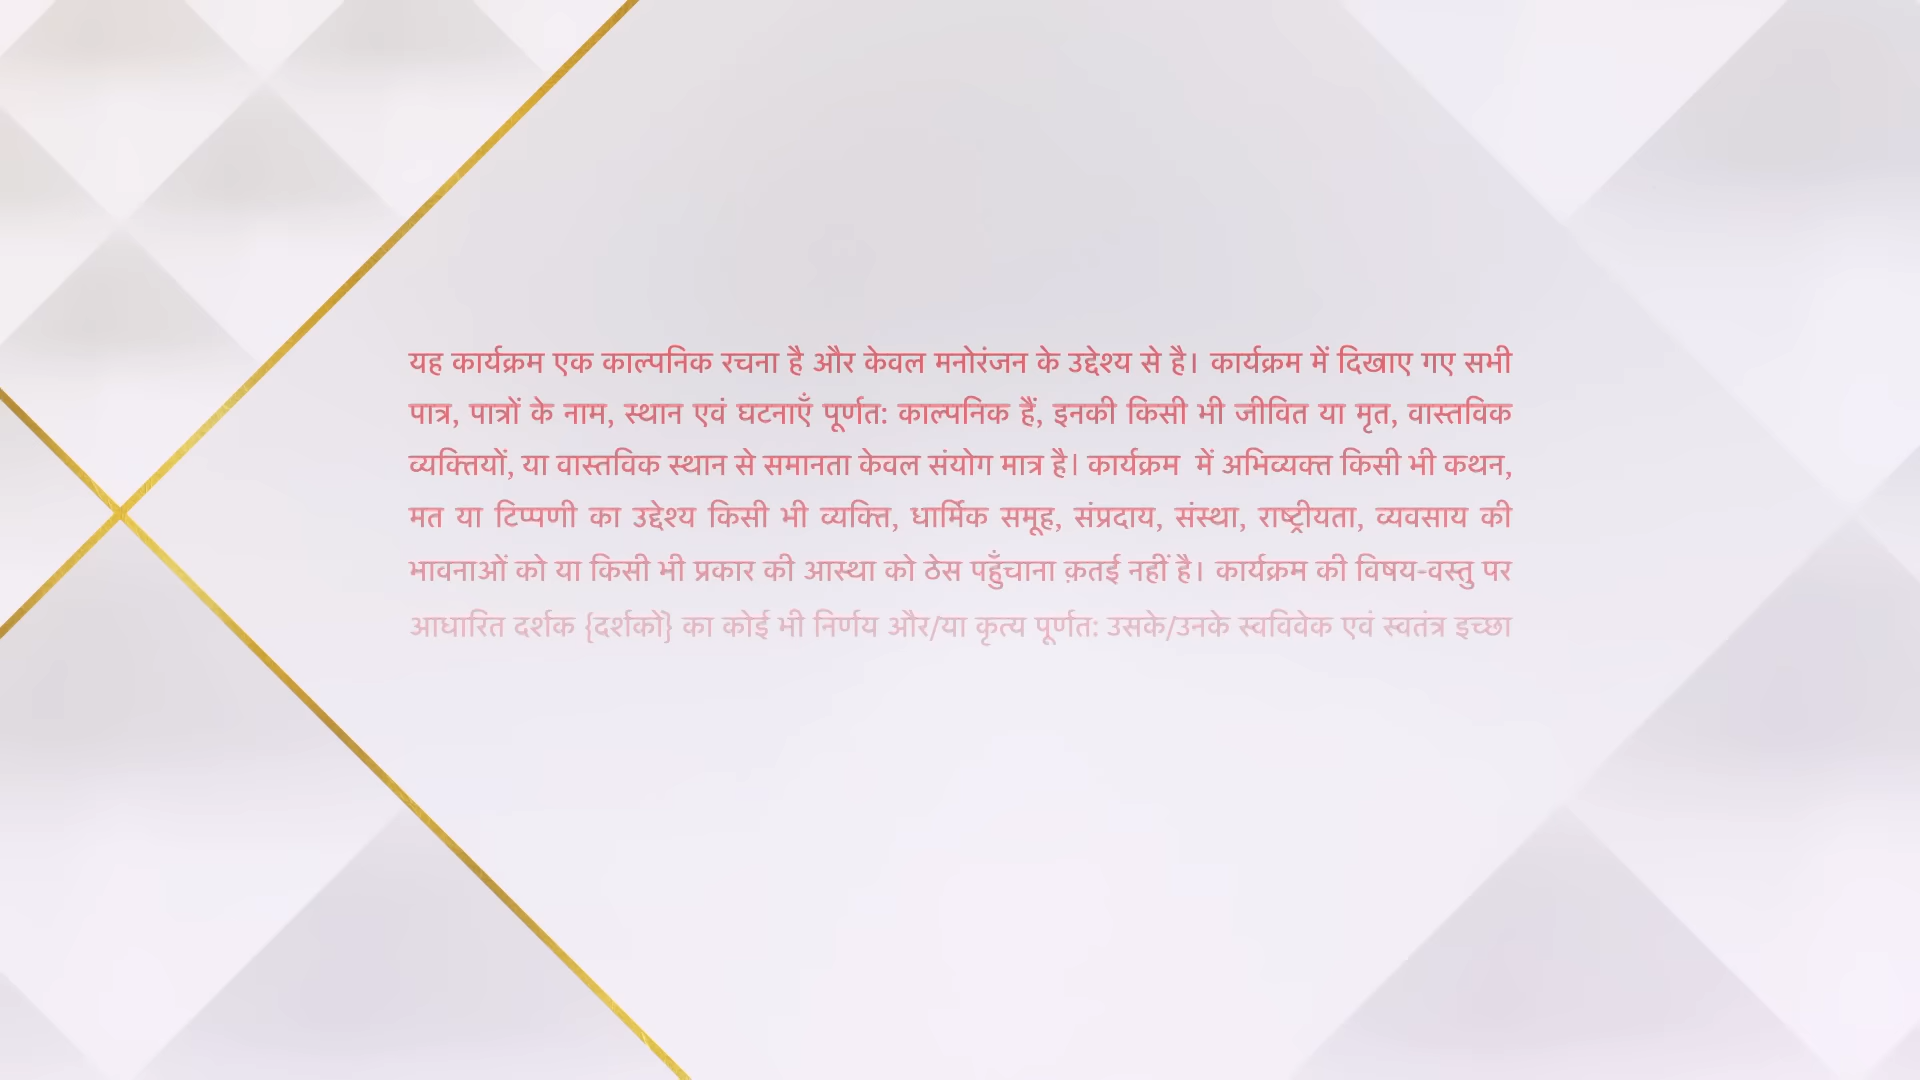 यह कार्यक्रम एक काल्पनिक रचना है और केवल मनोरंजन के उद्देश्य से है। कार्यक्रम में दिखाए गए सभी
पात्र, पात्रों के नाम, स्थान एवं घटनाएँ पूर्णत: काल्पनिक हैं, इनकी किसी भी जीवित या मृत, वास्तविक
व्यक्तियों, या वास्तविक स्थान से समानता केवल संयोग मात्र है। कार्यक्रम में अभिव्यक्त किसी भी कथन,
मत या टिप्पणी का उद्देश्य किसी भी व्यक्ति, धार्मिक समूह, संप्रदाय, संस्था, राष्ट्रीयता, व्यवसाय की
भावनाओं को या किसी भी प्रकार की आस्था को ठेस पहुँचाना क़तई नहीं है। कार्यक्रम की विषय-वस्तु पर
आधारित दर्शक {दर्शकों} का कोई भी निर्णय और/या कृत्य पूर्णत: उसके/उनके स्वविवेक एवं स्वतंत्र इच्छा